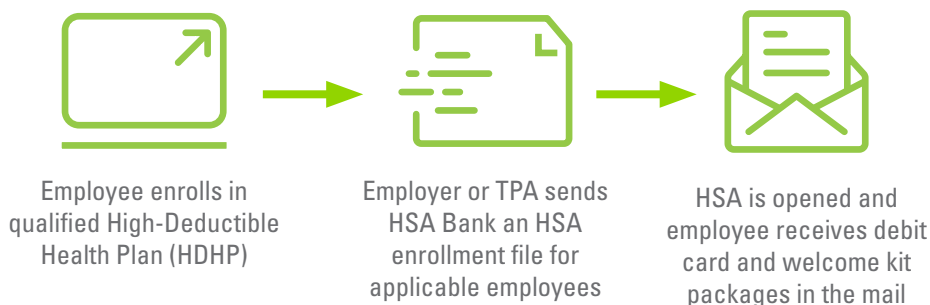 Employee enrolls in
qualified High-Deductible
Health Plan (HDHP)
Employer or TPA sends
HSA Bank an HSA
enrollment file for
applicable employees
HSA is opened and
employee receives debit
card and welcome kit
packages in the mail